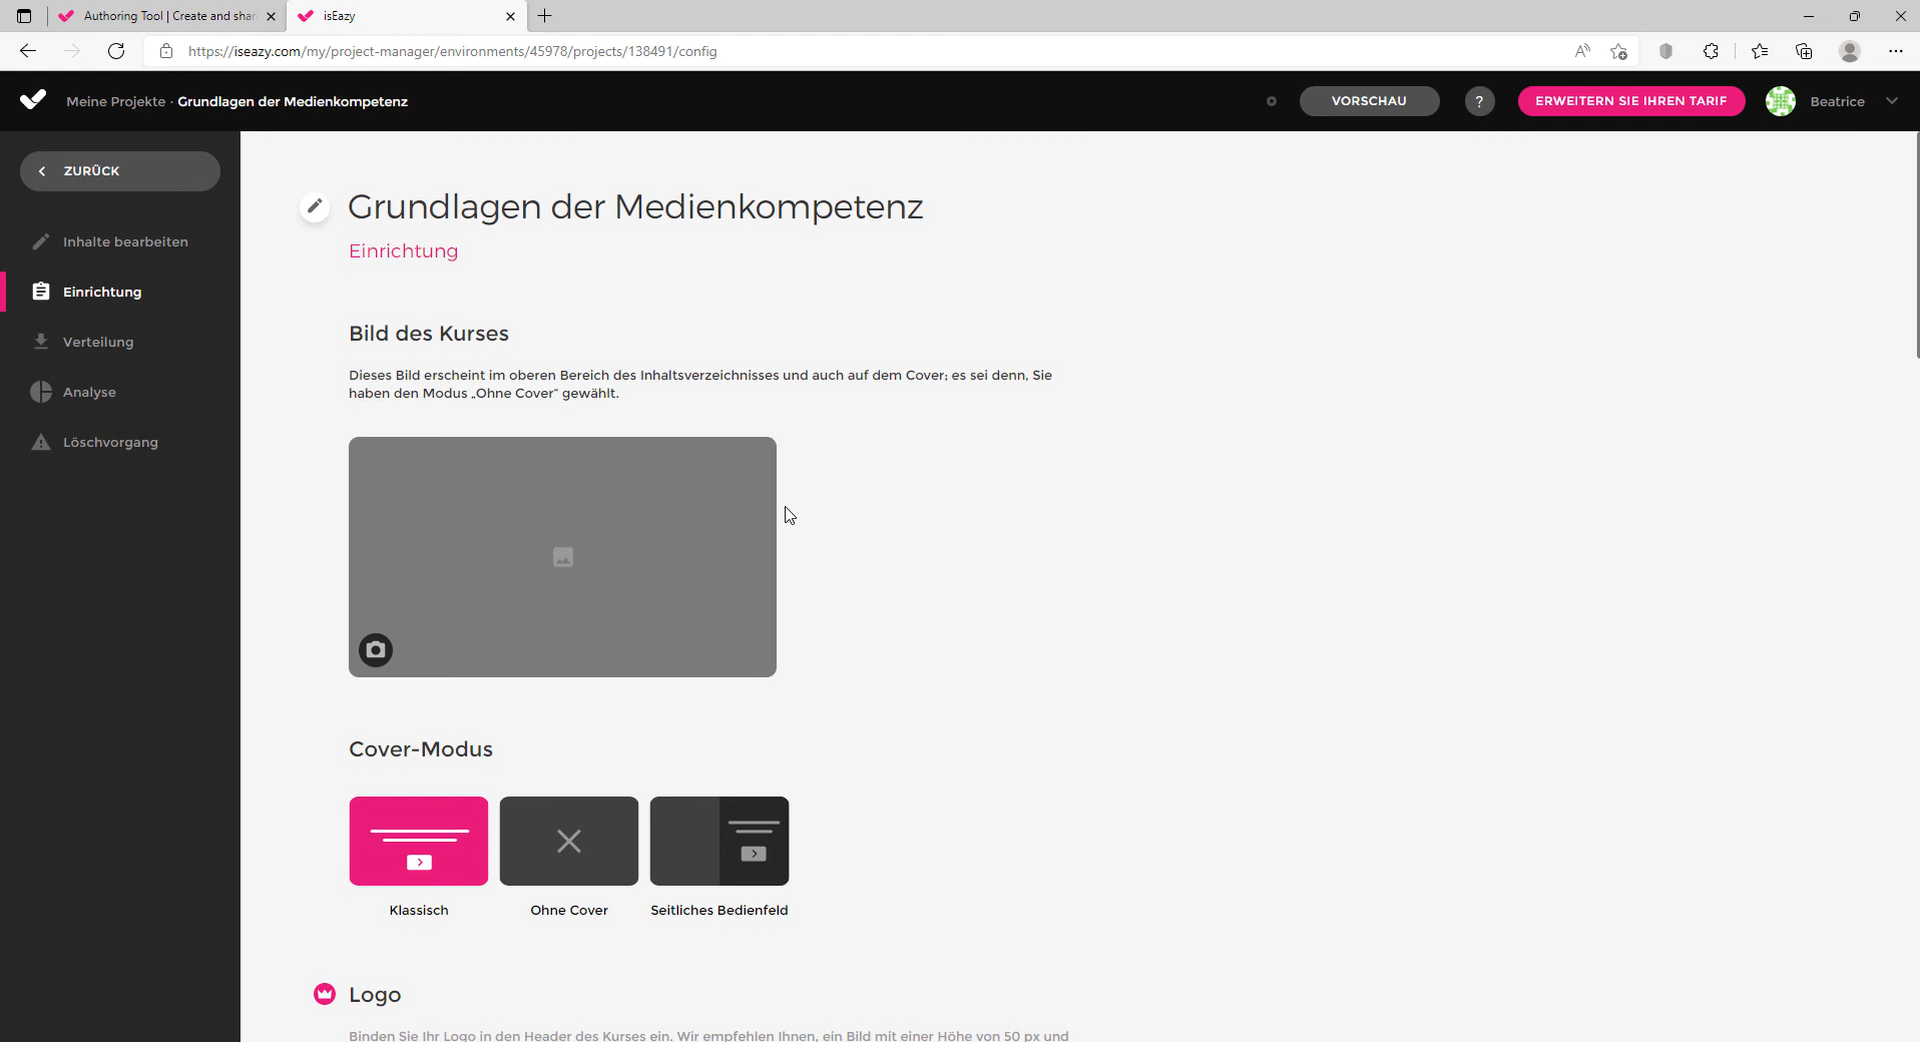 Authoring Tool | Create and shar
isEazy
https://iseazy.com/my/project-manager/environments/45978/projects/138491/config
Meine Projekte · Grundlagen der Medienkompetenz
VORSCHAU
?
ERWEITERN SIE IHREN TARIF
Beatrice
ZURÜCK
Inhalte bearbeiten
Einrichtung
Verteilung
Analyse
Löschvorgang
Grundlagen der Medienkompetenz
Einrichtung
Bild des Kurses
Dieses Bild erscheint im oberen Bereich des Inhaltsverzeichnisses und auch auf dem Cover; es sei denn, Sie
haben den Modus „Ohne Cover“ gewählt.
Cover-Modus
Klassisch
Ohne Cover
Seitliches Bedienfeld
Logo
Binden Sie Ihr Logo in den Header des Kurses ein. Wir empfehlen Ihnen, ein Bild mit einer Höhe von 50 px und